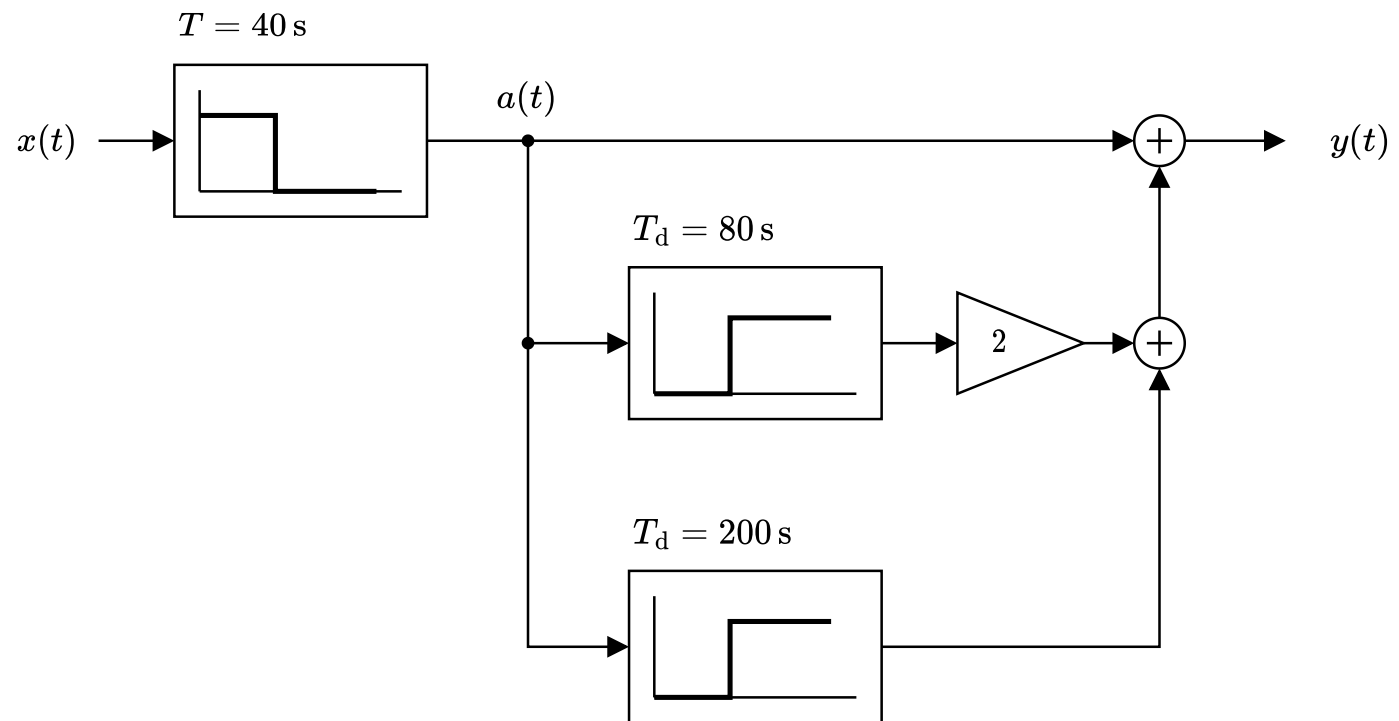 T = 40 s
a(t)
x(t)
+
y(t)
T_d = 80 s
2
+
T_d = 200 s